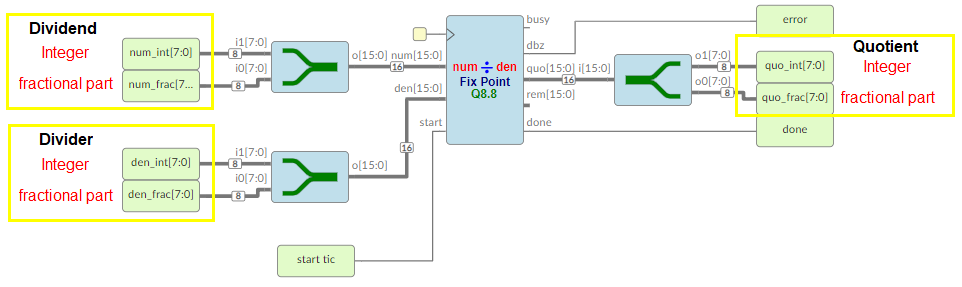 Dividend
Integer
fractional part
num_int[7:0]
num_frac[7...
i1[7:0]
8
i0[7:0]
8
o[15:0]
num[15:0]
16
den[15:0]
start
busy
dbz
quo[15:0]
rem[15:0]
done
num ÷ den
Fix Point
Q8.8
16
i[15:0]
o1[7:0]
8
o0[7:0]
8
error
Quotient
Integer
fractional part
quo_int[7:0]
quo_frac[7:0]
done
Divider
Integer
fractional part
den_int[7:0]
den_frac[7:0]
i1[7:0]
8
i0[7:0]
8
o[15:0]
16
start tic